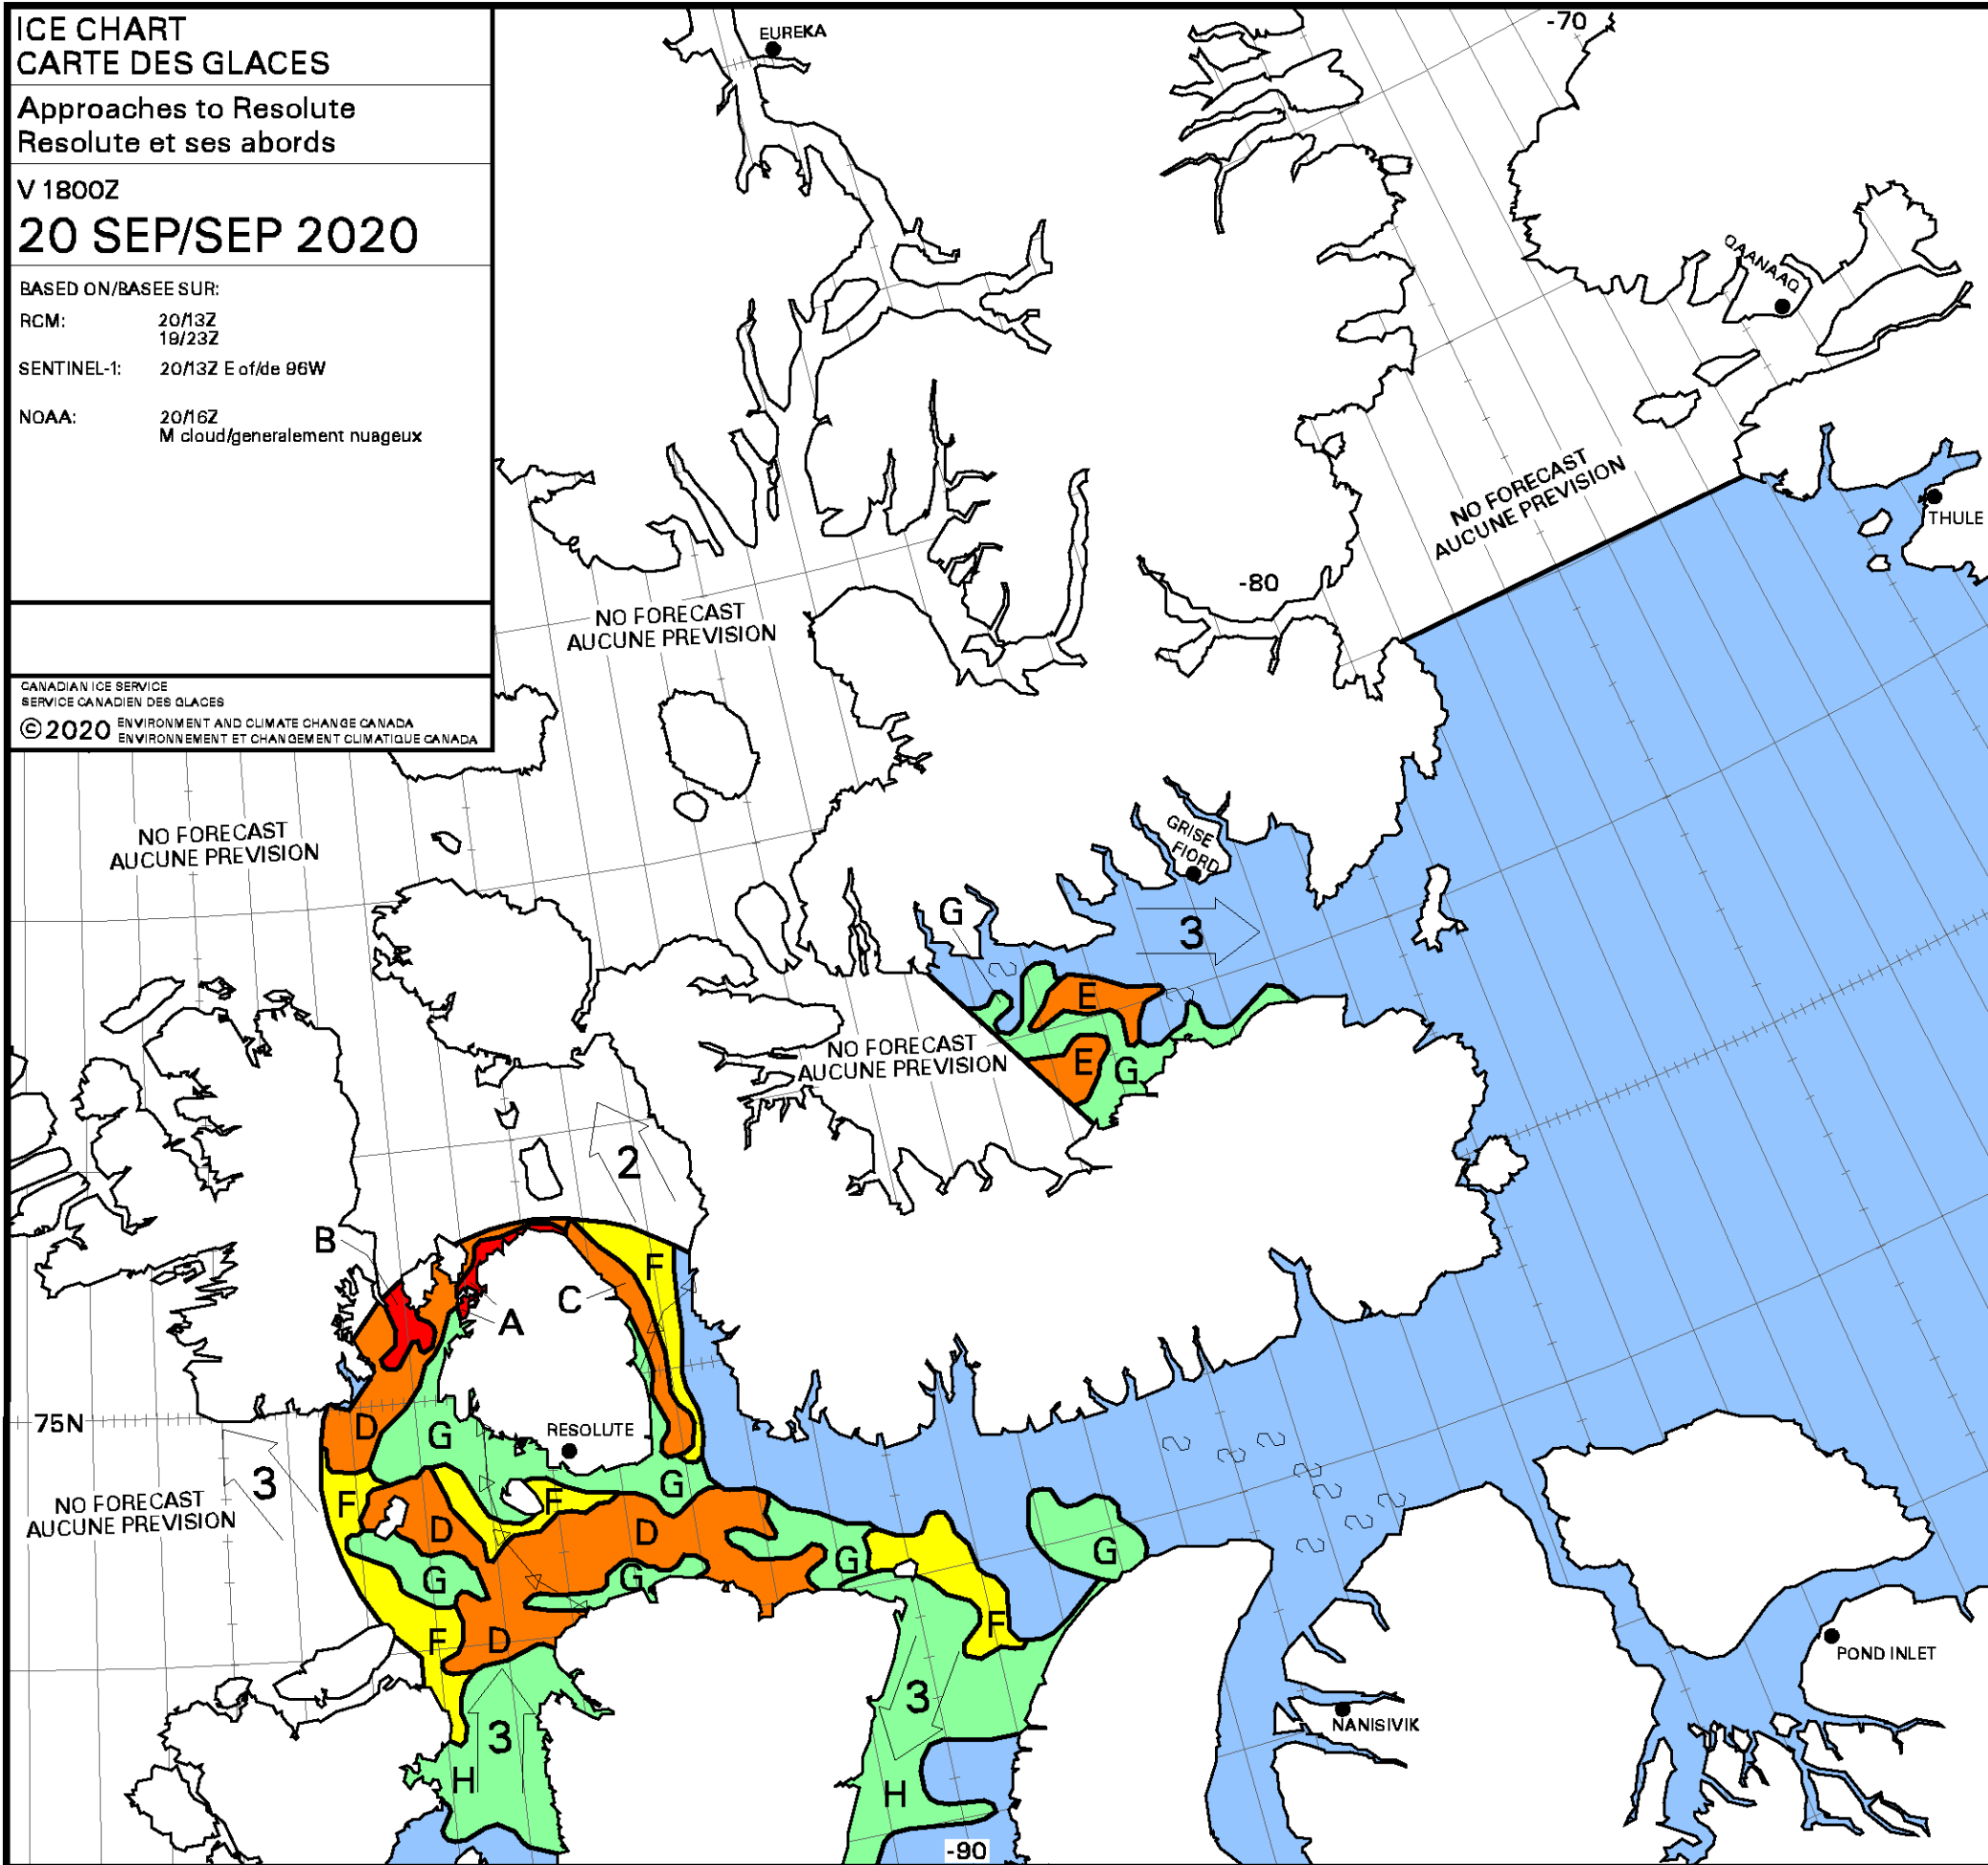 ICE CHART
CARTE DES GLACES
Approaches to Resolute
Resolute et ses abords
V 1800Z
20 SEP/SEP 2020
BASED ON/BASEE SUR:
RCM: 20/13Z
19/23Z
SENTINEL-1: 20/13Z E of/de 96W
NOAA: 20/16Z
M cloud/generalement nuageux
CANADIAN ICE SERVICE
SERVICE CANADIEN DES GLACES
© 2020 ENVIRONMENT AND CLIMATE CHANGE CANADA
ENVIRONNEMENT ET CHANGEMENT CLIMATIQUE CANADA
EUREKA
-70
QAANAAQ
NO FORECAST
AUCUNE PREVISION
THULE
-80
NO FORECAST
AUCUNE PREVISION
NO FORECAST
AUCUNE PREVISION
GRISE
FIORD
G
3
E
NO FORECAST
AUCUNE PREVISION
E
G
2
B
F
C
A
75N
D
G
RESOLUTE
3
G
NO FORECAST
AUCUNE PREVISION
F
F
D
D
G
G
G
G
F
F
D
POND INLET
3
NANISIVIK
3
H
H
-90